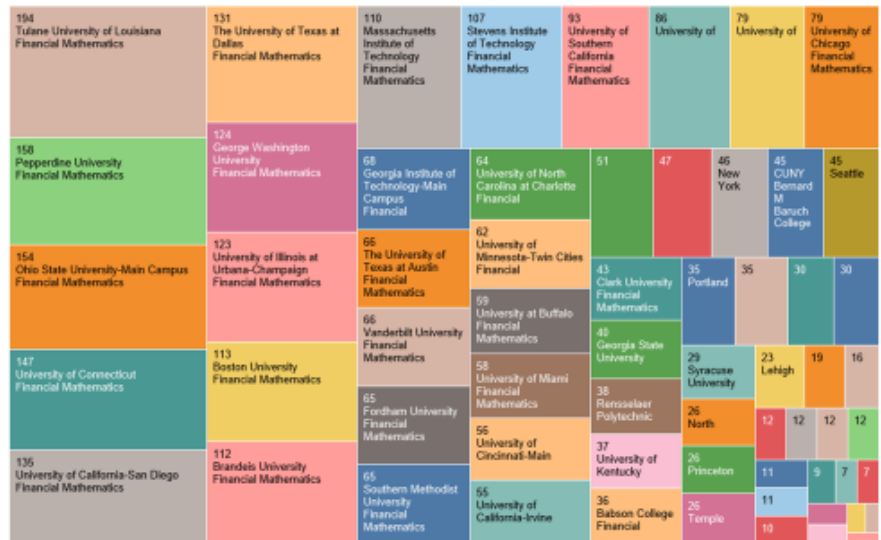 194
Tulane University of Louisiana
Financial Mathematics
158
Pepperdine University
Financial Mathematics
154
Ohio State University-Main Campus
Financial Mathematics
147
University of Connecticut
Financial Mathematics
135
University of California-San Diego
Financial Mathematics
131
The University of Texas at
Dallas
Financial Mathematics
124
George Washington
University
Financial Mathematics
123
University of Illinois at
Urbana-Champaign
Financial Mathematics
113
Boston University
Financial Mathematics
112
Brandeis University
Financial Mathematics
110
Massachusetts
Institute of
Technology
Financial
Mathematics
107
Stevens Institute
of Technology
Financial
Mathematics
93
University of
Southern
California
Financial
Mathematics
86
University of
79
University of
79
University of
Chicago
Financial
Mathematics
68
Georgia Institute of
Technology-Main
Campus
Financial
66
The University of
Texas at Austin
Financial
Mathematics
66
Vanderbilt University
Financial
Mathematics
65
Fordham University
Financial
Mathematics
65
Southern Methodist
University
Financial
Mathematics
64
University of North
Carolina at Charlotte
Financial
62
University of
Minnesota-Twin Cities
Financial
59
University at Buffalo
Financial
Mathematics
58
University of Miami
Financial
Mathematics
56
University of
Cincinnati-Main
55
University of
California-Irvine
51
47
46
New
York
45
CUNY
Bernard
M
Baruch
College
45
Seattle
43
Clark University
Financial
Mathematics
40
Georgia State
University
38
Rensselaer
Polytechnic
37
University of
Kentucky
36
Babson College
Financial
35
Portland
35
30
30
29
Syracuse
University
26
North
26
Princeton
25
Temple
23
Lehigh
19
16
12
12
12
12
11
11
10
9
7
7